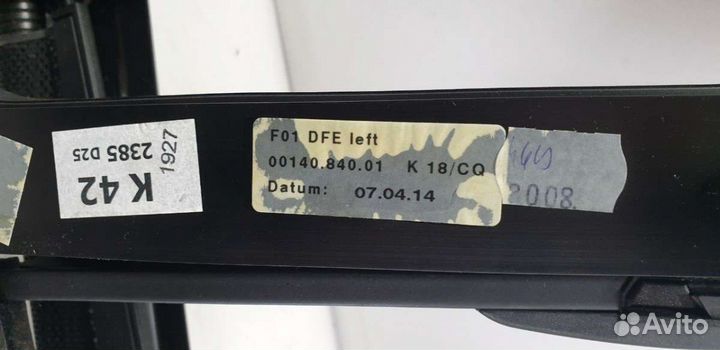 K 42
2385 D25
1927
F01 DFE left
00140.840.01 K 18/CQ
Datum: 07.04.14
2008
Avito